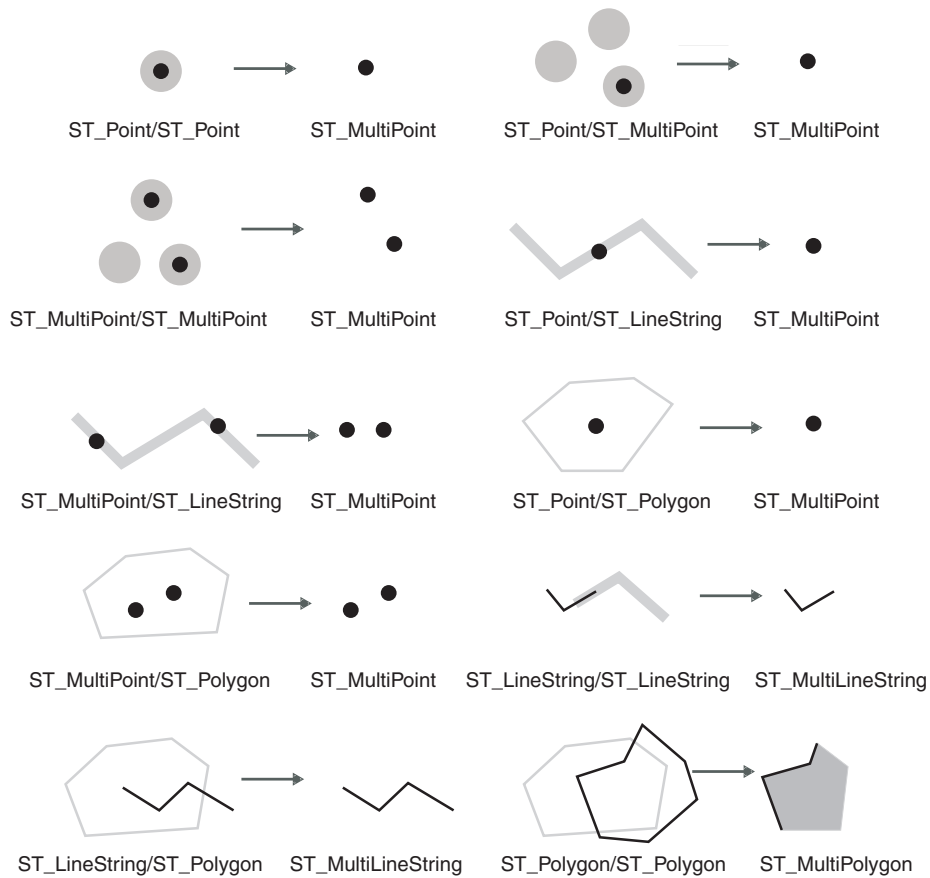 ST_Point/ST_Point ST_MultiPoint ST_Point/ST_MultiPoint ST_MultiPoint
ST_MultiPoint/ST_MultiPoint ST_MultiPoint ST_Point/ST_LineString ST_MultiPoint
ST_MultiPoint/ST_LineString ST_MultiPoint ST_Point/ST_Polygon ST_MultiPoint
ST_MultiPoint/ST_Polygon ST_MultiPoint ST_LineString/ST_LineString ST_MultiLineString
ST_LineString/ST_Polygon ST_MultiLineString ST_Polygon/ST_Polygon ST_MultiPolygon